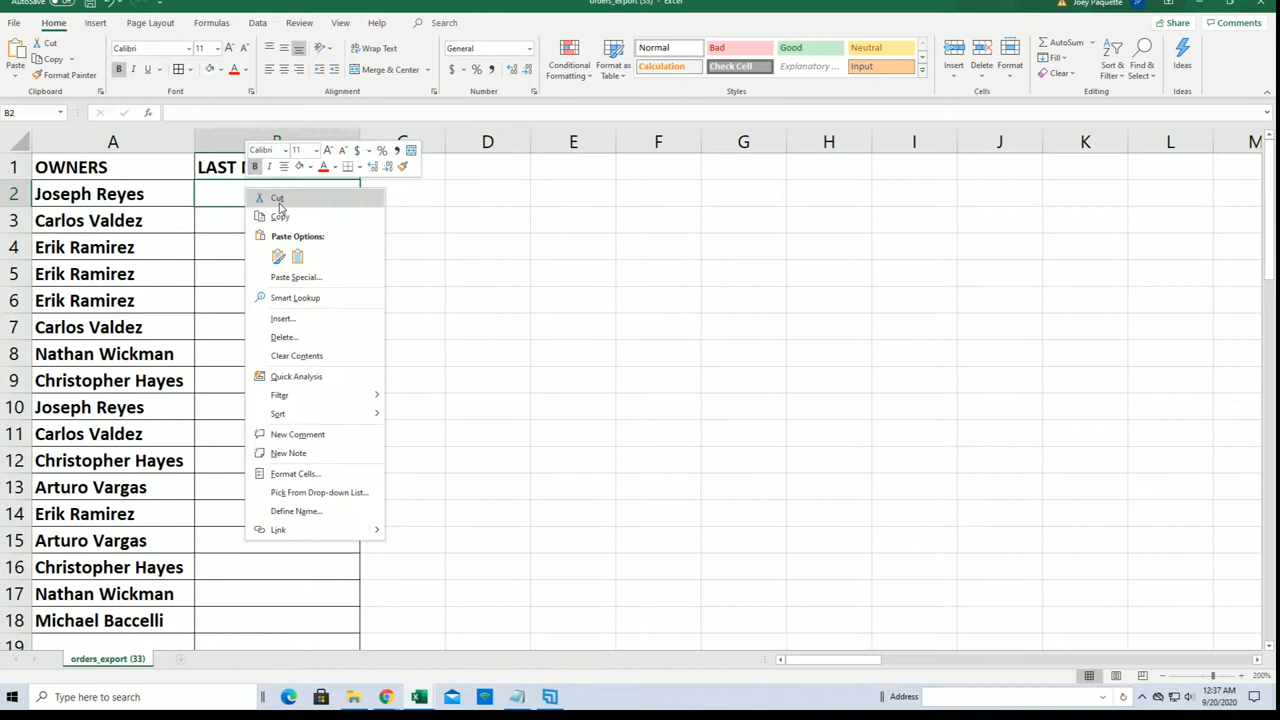 AutoSave
orders_export (33) - Excel
Joey Paquette
JP
File Home Insert Page Layout Formulas Data Review View Help Search
Share Comments
Paste
Cut
Copy
Format Painter
Calibri 11 A A
B I U A
Wrap Text
Merge & Center
General
$ % ,
Conditional Formatting
Format as Table
Normal Bad Good Neutral
Calculation Check Cell Explanatory ... Input
Insert Delete Format
AutoSum
Fill
Clear
Sort & Filter
Find & Select
Ideas
Clipboard Font Alignment Number Styles Cells Editing Ideas
B2 fx
A B C D E F G H I J K L M
Calibri 11 A A $ % ,
B I A
1 OWNERS LAST
2 Joseph Reyes
3 Carlos Valdez
4 Erik Ramirez
5 Erik Ramirez
6 Erik Ramirez
7 Carlos Valdez
8 Nathan Wickman
9 Christopher Hayes
10 Joseph Reyes
11 Carlos Valdez
12 Christopher Hayes
13 Arturo Vargas
14 Erik Ramirez
15 Arturo Vargas
16 Christopher Hayes
17 Nathan Wickman
18 Michael Baccelli
19
Cut
Copy
Paste Options:
Paste Special...
Smart Lookup
Insert...
Delete...
Clear Contents
Quick Analysis
Filter
Sort
New Comment
New Note
Format Cells...
Pick From Drop-down List...
Define Name...
Link
orders_export (33)
200%
Type here to search
Address
12:37 AM
9/20/2020